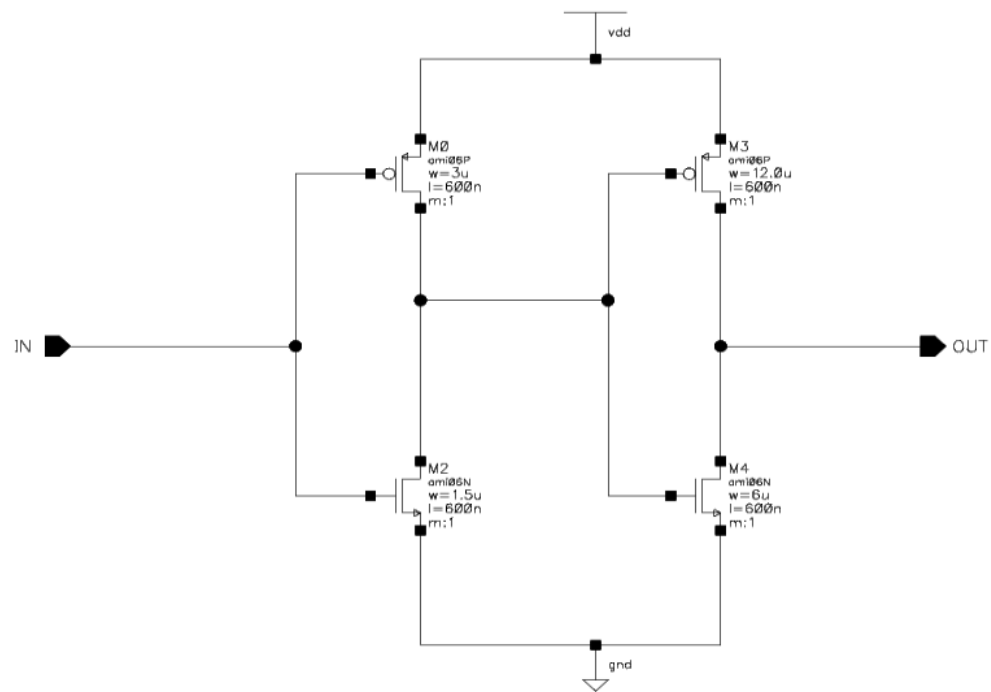 vdd
M0
ami06P
w=3u
l=600n
m:1
M3
ami06P
w=12.0u
l=600n
m:1
IN
OUT
M2
ami06N
w=1.5u
l=600n
m:1
M4
ami06N
w=6u
l=600n
m:1
gnd